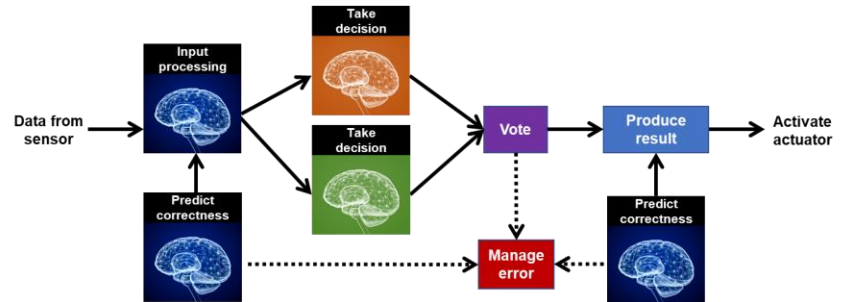 Take
decision
Input
processing
Data from
sensor
Take
decision
Vote
Produce
result
Activate
actuator
Predict
correctness
Manage
error
Predict
correctness